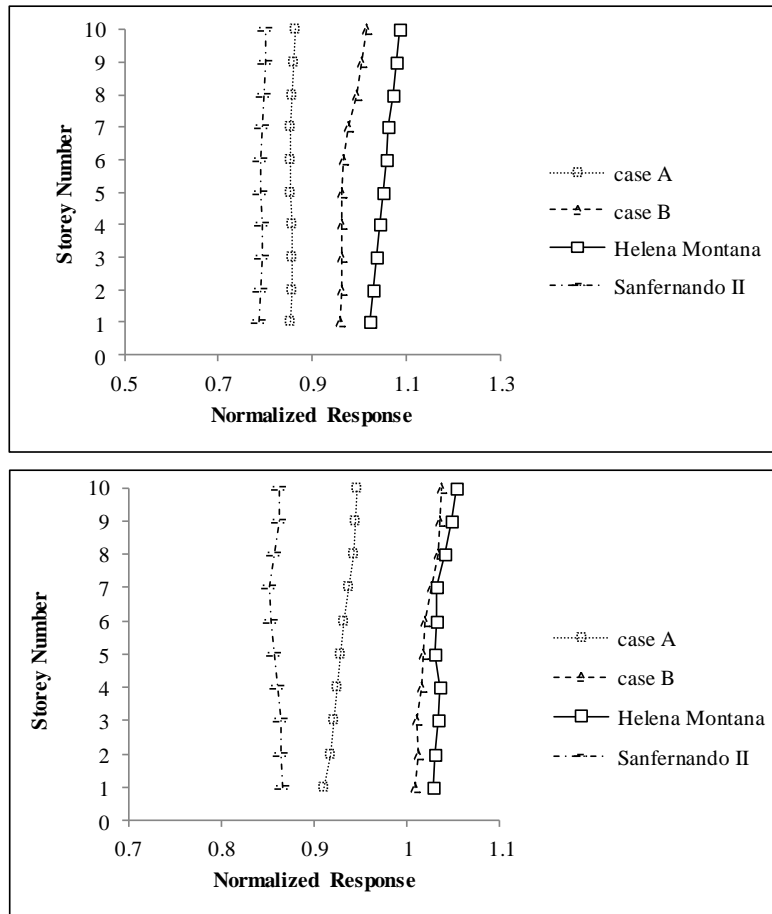 10
9
8
7
6
5
4
3
2
1
0
Storey Number
0.5 0.7 0.9 1.1 1.3
Normalized Response
case A
case B
Helena Montana
Sanfernando II
10
9
8
7
6
5
4
3
2
1
0
Storey Number
0.7 0.8 0.9 1 1.1
Normalized Response
case A
case B
Helena Montana
Sanfernando II